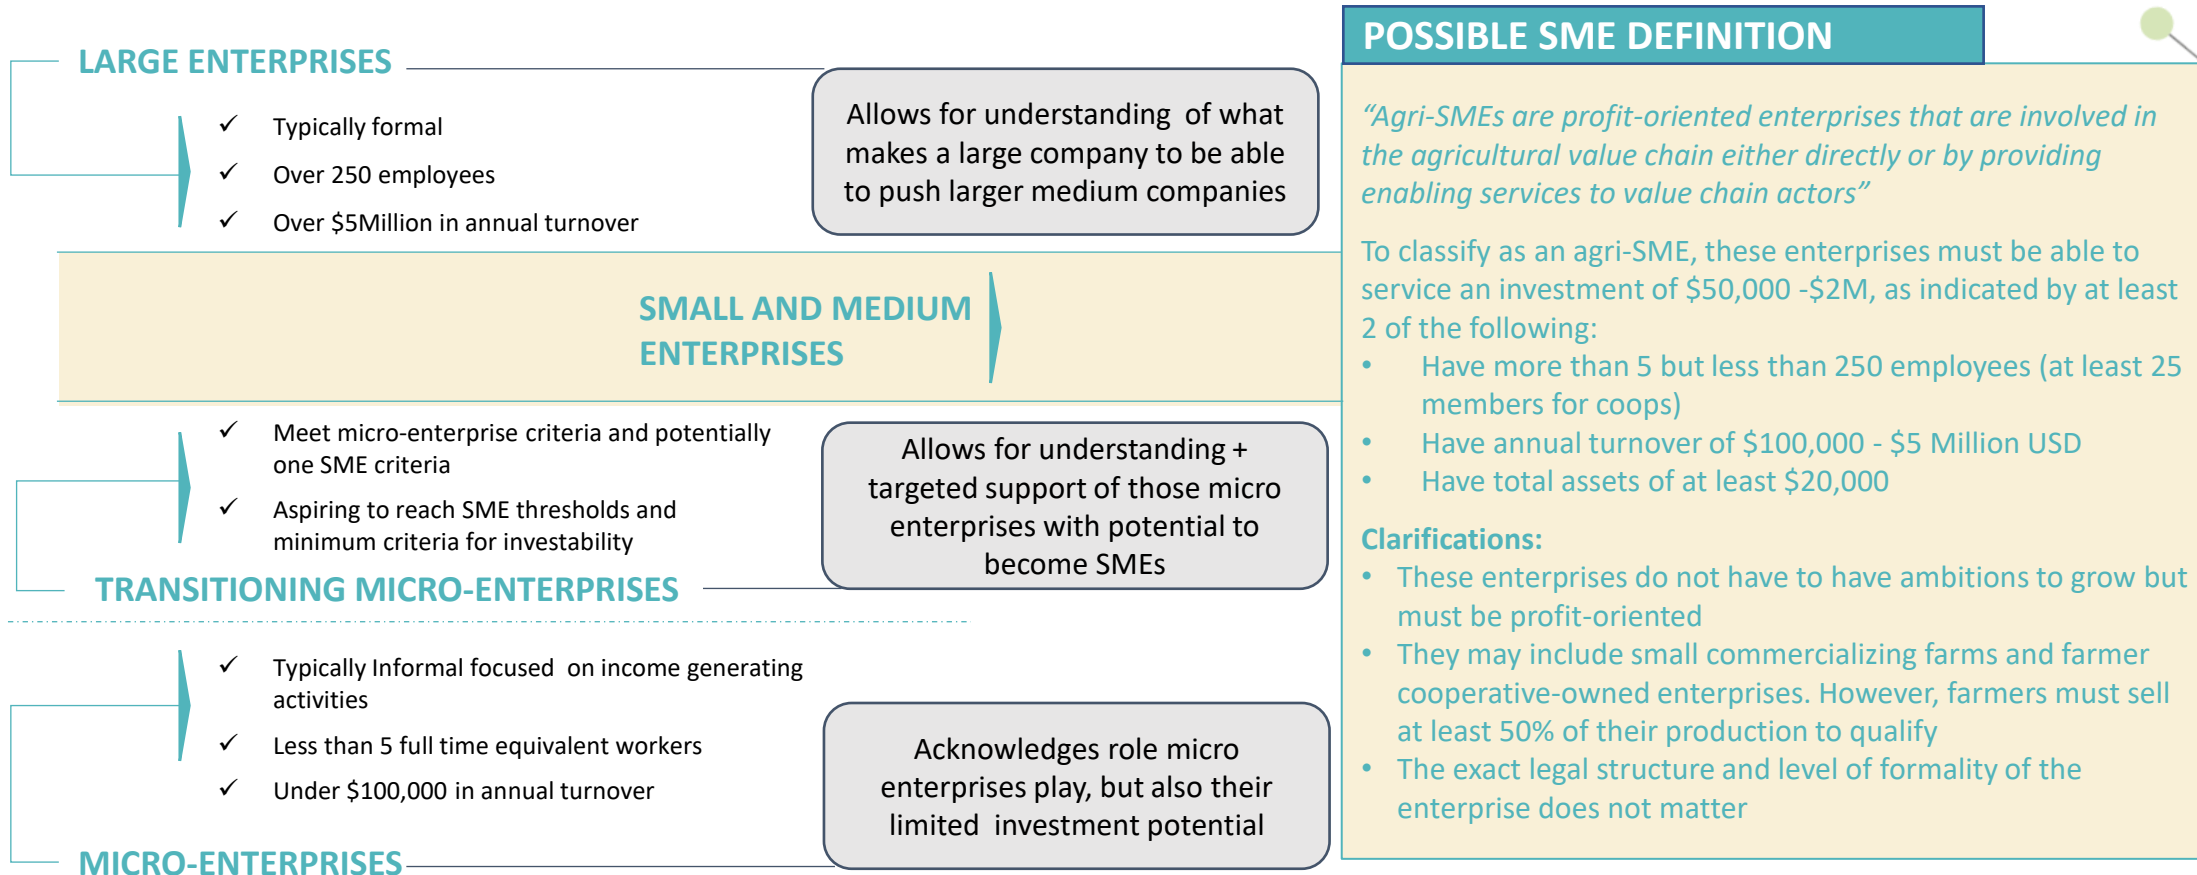 LARGE ENTERPRISES
✓ Typically formal
✓ Over 250 employees
✓ Over $5Million in annual turnover
Allows for understanding of what
makes a large company to be able
to push larger medium companies
SMALL AND MEDIUM
ENTERPRISES
✓ Meet micro-enterprise criteria and potentially
one SME criteria
✓ Aspiring to reach SME thresholds and
minimum criteria for investability
TRANSITIONING MICRO-ENTERPRISES
Allows for understanding +
targeted support of those micro
enterprises with potential to
become SMEs
✓ Typically Informal focused on income generating
activities
✓ Less than 5 full time equivalent workers
✓ Under $100,000 in annual turnover
MICRO-ENTERPRISES
Acknowledges role micro
enterprises play, but also their
limited investment potential
POSSIBLE SME DEFINITION
“Agri-SMEs are profit-oriented enterprises that are involved in
the agricultural value chain either directly or by providing
enabling services to value chain actors”
To classify as an agri-SME, these enterprises must be able to
service an investment of $50,000 -$2M, as indicated by at least
2 of the following:
• Have more than 5 but less than 250 employees (at least 25
members for coops)
• Have annual turnover of $100,000 - $5 Million USD
• Have total assets of at least $20,000
Clarifications:
• These enterprises do not have to have ambitions to grow but
must be profit-oriented
• They may include small commercializing farms and farmer
cooperative-owned enterprises. However, farmers must sell
at least 50% of their production to qualify
• The exact legal structure and level of formality of the
enterprise does not matter